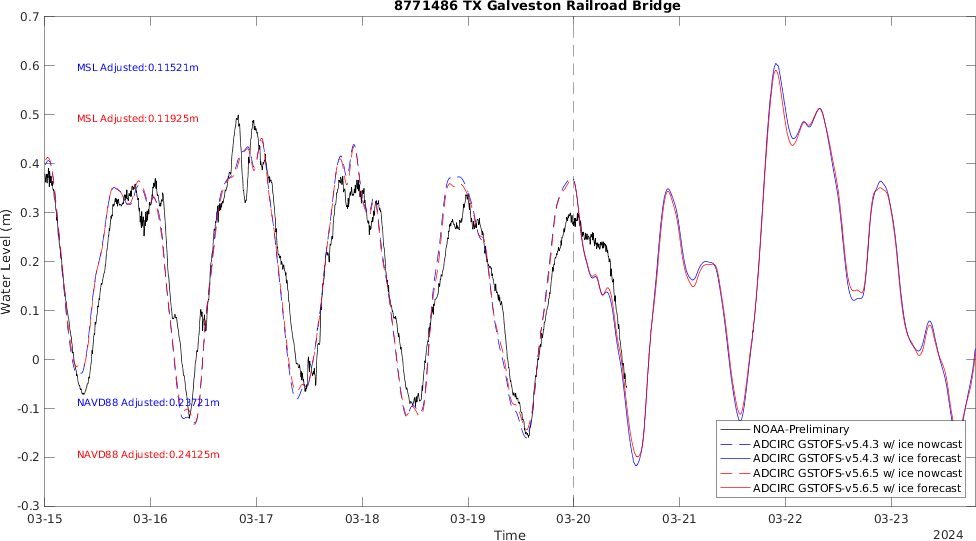 8771486 TX Galveston Railroad Bridge
0.7
0.6
0.5
0.4
0.3
0.2
0.1
0
-0.1
-0.2
-0.3
Water Level (m)
MSL Adjusted:0.11521m
MSL Adjusted:0.11925m
NAVD88 Adjusted:0.23721m
NAVD88 Adjusted:0.24125m
NOAA-Preliminary
ADCIRC GSTOFS-v5.4.3 w/ ice nowcast
ADCIRC GSTOFS-v5.4.3 w/ ice forecast
ADCIRC GSTOFS-v5.6.5 w/ ice nowcast
ADCIRC GSTOFS-v5.6.5 w/ ice forecast
03-15 03-16 03-17 03-18 03-19 03-20 03-21 03-22 03-23
Time
2024